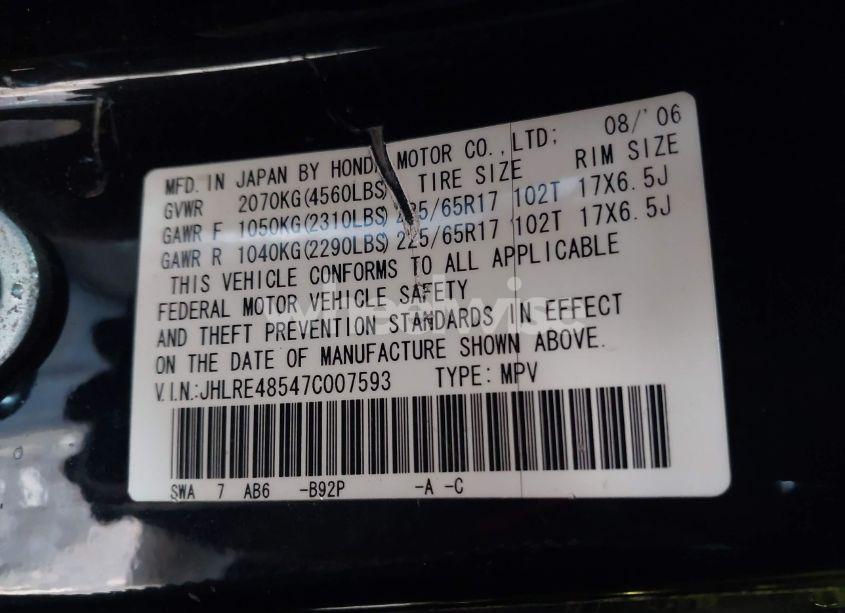 MFD. IN JAPAN BY HONDA MOTOR CO.,LTD; 08/'06
GVWR 2070KG(4560LBS) TIRE SIZE RIM SIZE
GAWR F 1050KG(2310LBS) 225/65R17 102T 17X6.5J
GAWR R 1040KG(2290LBS) 225/65R17 102T 17X6.5J
THIS VEHICLE CONFORMS TO ALL APPLICABLE
FEDERAL MOTOR VEHICLE SAFETY
AND THEFT PREVENTION STANDARDS IN EFFECT
ON THE DATE OF MANUFACTURE SHOWN ABOVE.
V.I.N.:JHLRE48547C007593 TYPE: MPV
SWA 7 AB6 -B92P -A -C